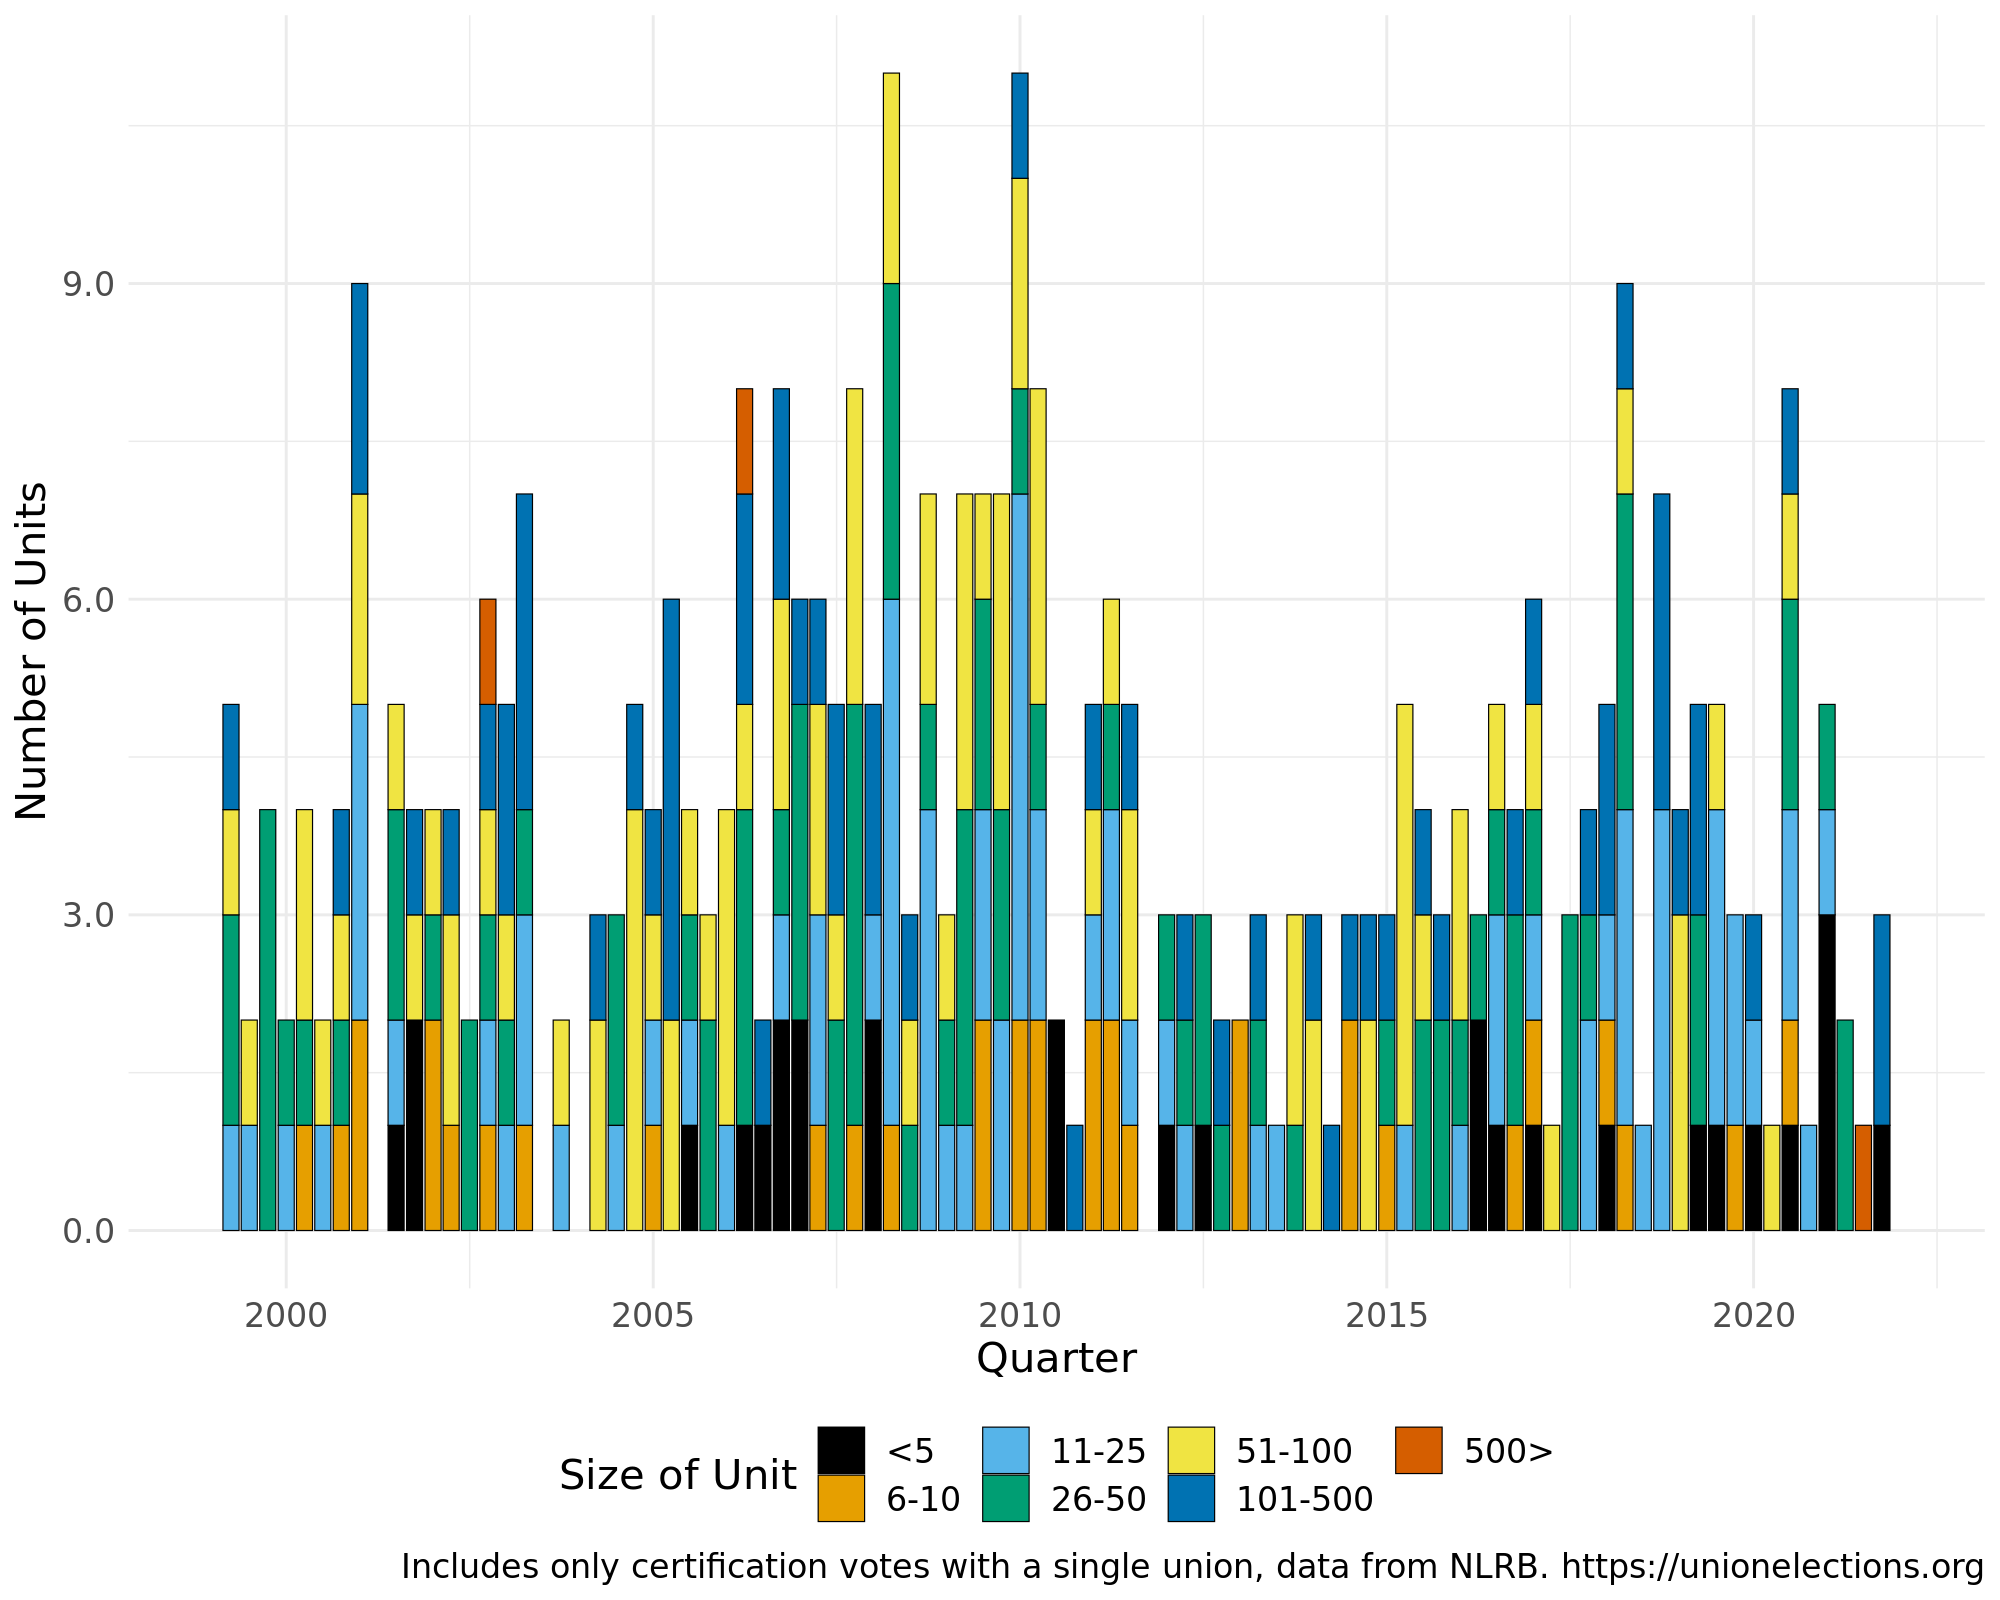 9.0
6.0
3.0
0.0
Number of Units
2000 2005 2010 2015 2020
Quarter
Size of Unit
<5 11-25 51-100 500>
6-10 26-50 101-500
Includes only certification votes with a single union, data from NLRB. https://unionelections.org